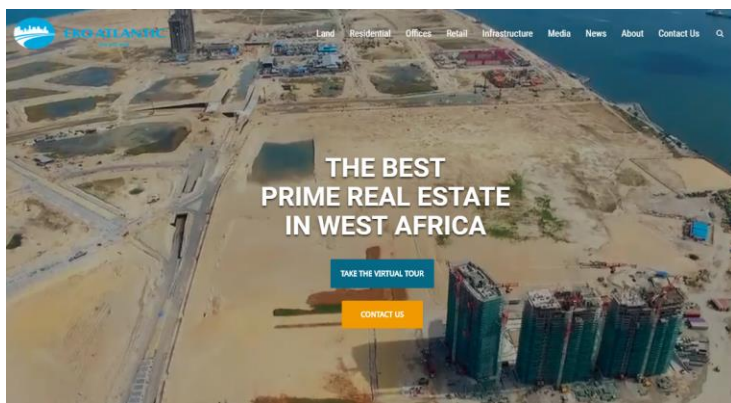 EKO ATLANTIC
Land Residential Offices Retail Infrastructure Media News About Contact Us
THE BEST
PRIME REAL ESTATE
IN WEST AFRICA
TAKE THE VIRTUAL TOUR
CONTACT US